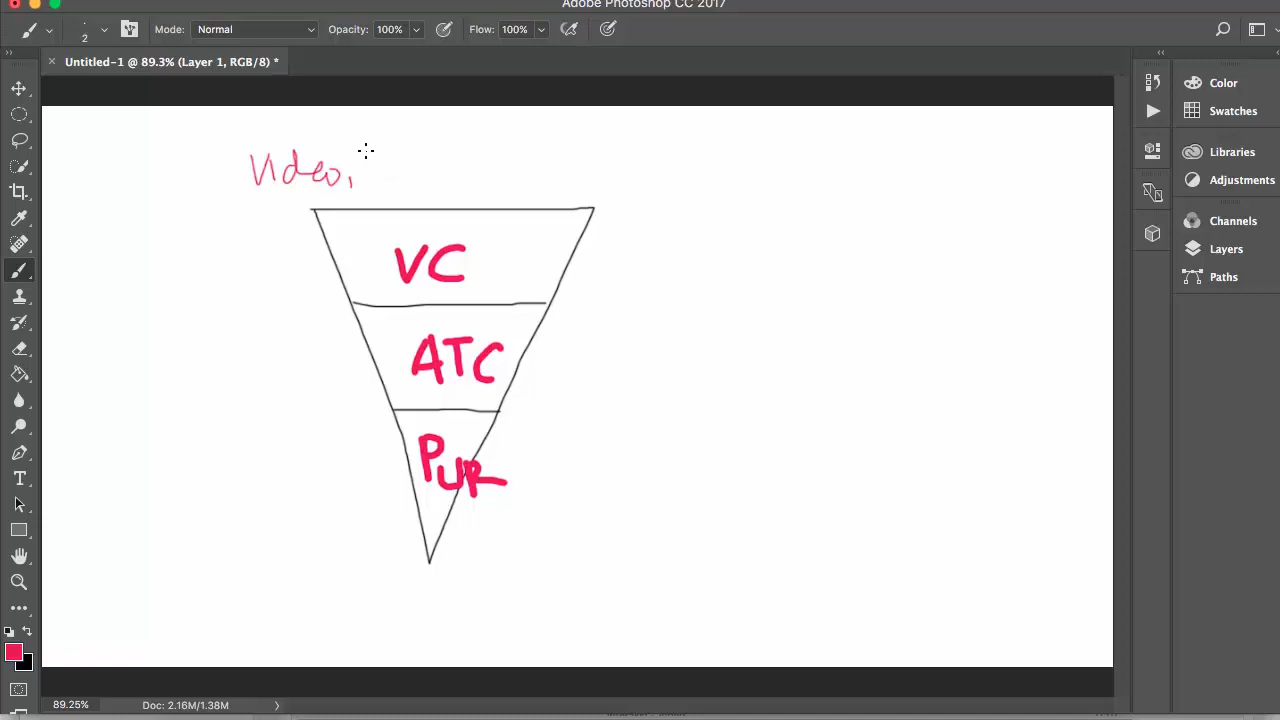 Adobe Photoshop CC 2017
2 Mode: Normal Opacity: 100% Flow: 100%
× Untitled-1 @ 89.3% (Layer 1, RGB/8) *
Video,
VC
ATC
PUR
Color
Swatches
Libraries
Adjustments
Channels
Layers
Paths
89.25% Doc: 2.16M/1.38M